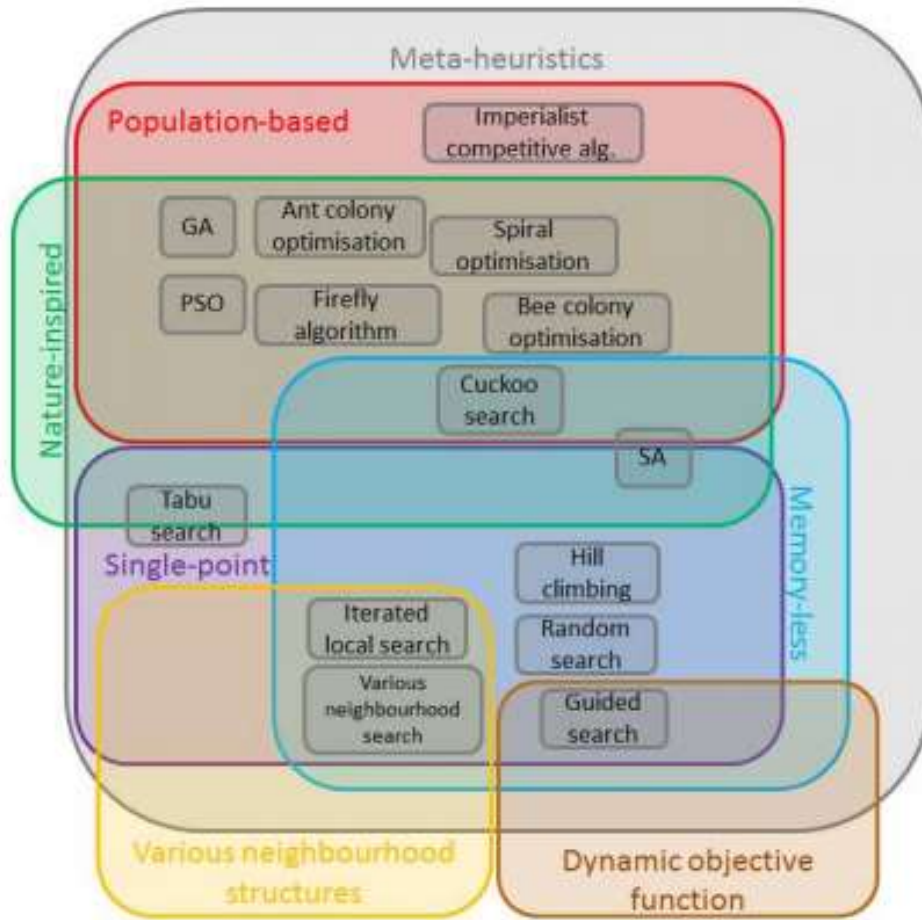 Meta-heuristics
Population-based
Imperialist
competitive alg.
Nature-inspired
GA
Ant colony
optimisation
Spiral
optimisation
PSO
Firefly
algorithm
Bee colony
optimisation
Cuckoo
search
SA
Memory-less
Tabu
search
Single-point
Hill
climbing
Iterated
local search
Random
search
Various
neighbourhood
search
Guided
search
Various neighbourhood
structures
Dynamic objective
function